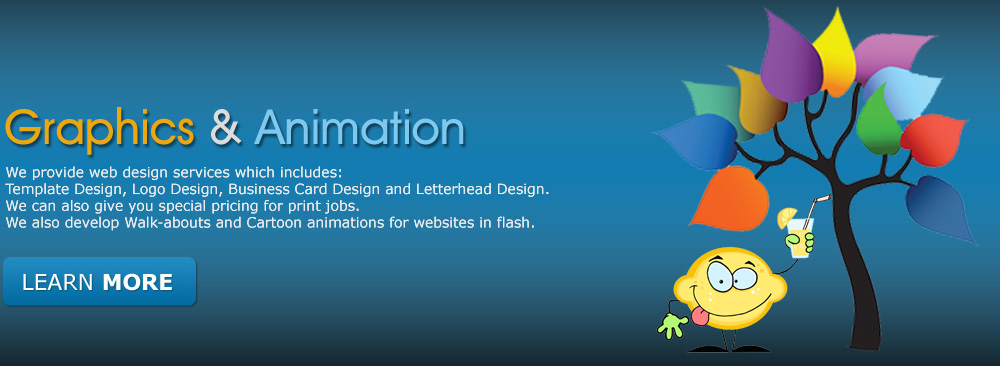 Graphics & Animation
We provide web design services which includes:
Template Design, Logo Design, Business Card Design and Letterhead Design.
We can also give you special pricing for print jobs.
We also develop Walk-abouts and Cartoon animations for websites in flash.
LEARN MORE